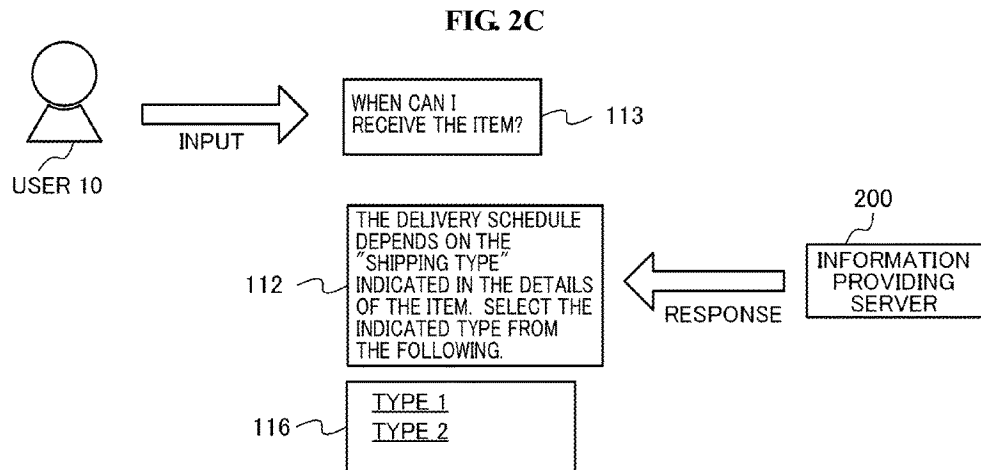 FIG. 2C
WHEN CAN I
RECEIVE THE ITEM?
113
INPUT
USER 10
THE DELIVERY SCHEDULE
DEPENDS ON THE
"SHIPPING TYPE"
INDICATED IN THE DETAILS
OF THE ITEM. SELECT THE
INDICATED TYPE FROM
THE FOLLOWING.
112
200
INFORMATION
PROVIDING
SERVER
RESPONSE
TYPE 1
TYPE 2
116